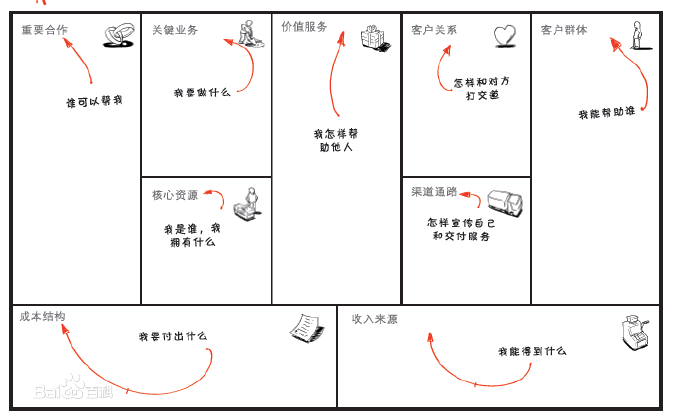 重要合作
谁可以帮我
关键业务
我要做什么
价值服务
我怎样帮
助他人
客户关系
怎样和对方
打交道
客户群体
我能帮助谁
核心资源
我是谁，我
拥有什么
渠道通路
怎样宣传自己
和交付服务
成本结构
我要付出什么
收入来源
我能得到什么
Baidu百科